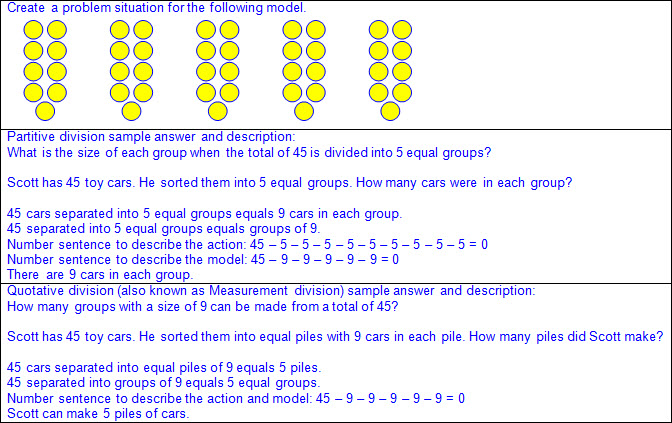 Create a problem situation for the following model.
Partitive division sample answer and description:
What is the size of each group when the total of 45 is divided into 5 equal groups?
Scott has 45 toy cars. He sorted them into 5 equal groups. How many cars were in each group?
45 cars separated into 5 equal groups equals 9 cars in each group.
45 separated into 5 equal groups equals groups of 9.
Number sentence to describe the action: 45 – 5 – 5 – 5 – 5 – 5 – 5 – 5 – 5 – 5 = 0
Number sentence to describe the model: 45 – 9 – 9 – 9 – 9 – 9 = 0
There are 9 cars in each group.
Quotative division (also known as Measurement division) sample answer and description:
How many groups with a size of 9 can be made from a total of 45?
Scott has 45 toy cars. He sorted them into equal piles with 9 cars in each pile. How many piles did Scott make?
45 cars separated into equal piles of 9 equals 5 piles.
45 separated into groups of 9 equals 5 equal groups.
Number sentence to describe the action and model: 45 – 9 – 9 – 9 – 9 – 9 = 0
Scott can make 5 piles of cars.